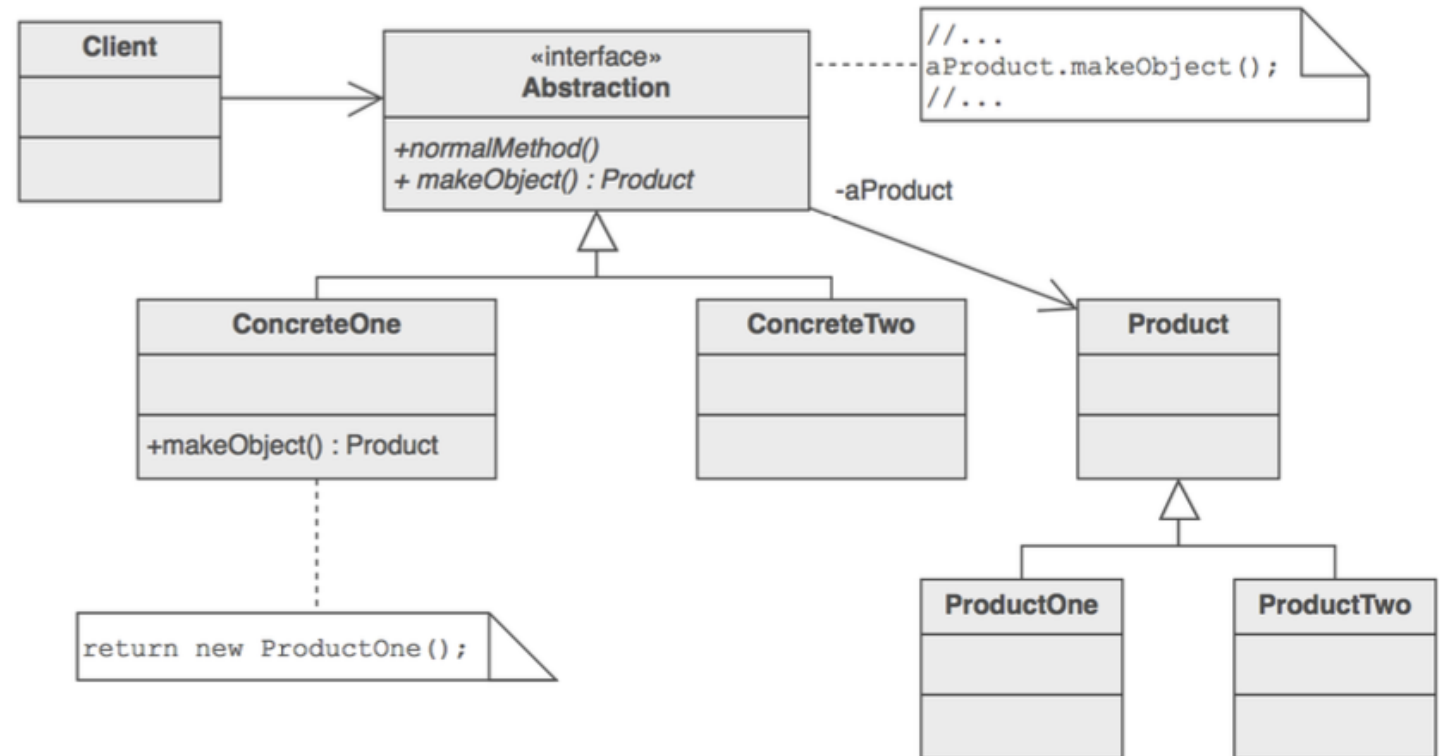 Client
«interface»
Abstraction
+normalMethod()
+ makeObject() : Product
//...
aProduct.makeObject();
//...
-aProduct
ConcreteOne
+makeObject() : Product
ConcreteTwo
Product
return new ProductOne();
ProductOne
ProductTwo